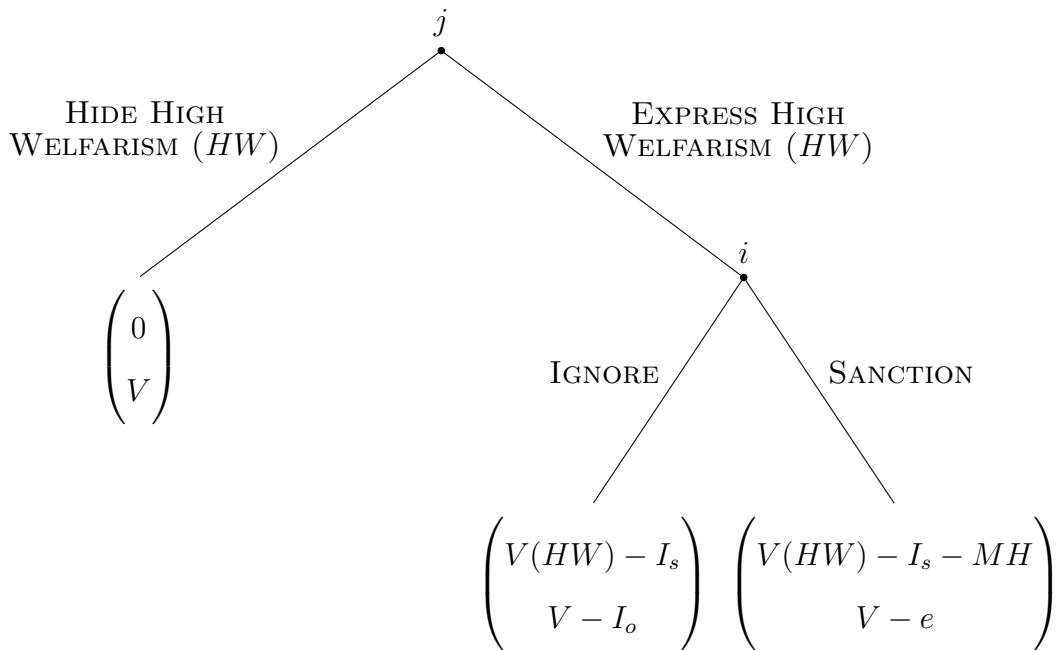 j
HIDE HIGH
WELFARISM (HW)
EXPRESS HIGH
WELFARISM (HW)
i
0
V
IGNORE
SANCTION
V(HW) − I_s
V − I_o
V(HW) − I_s − MH
V − e